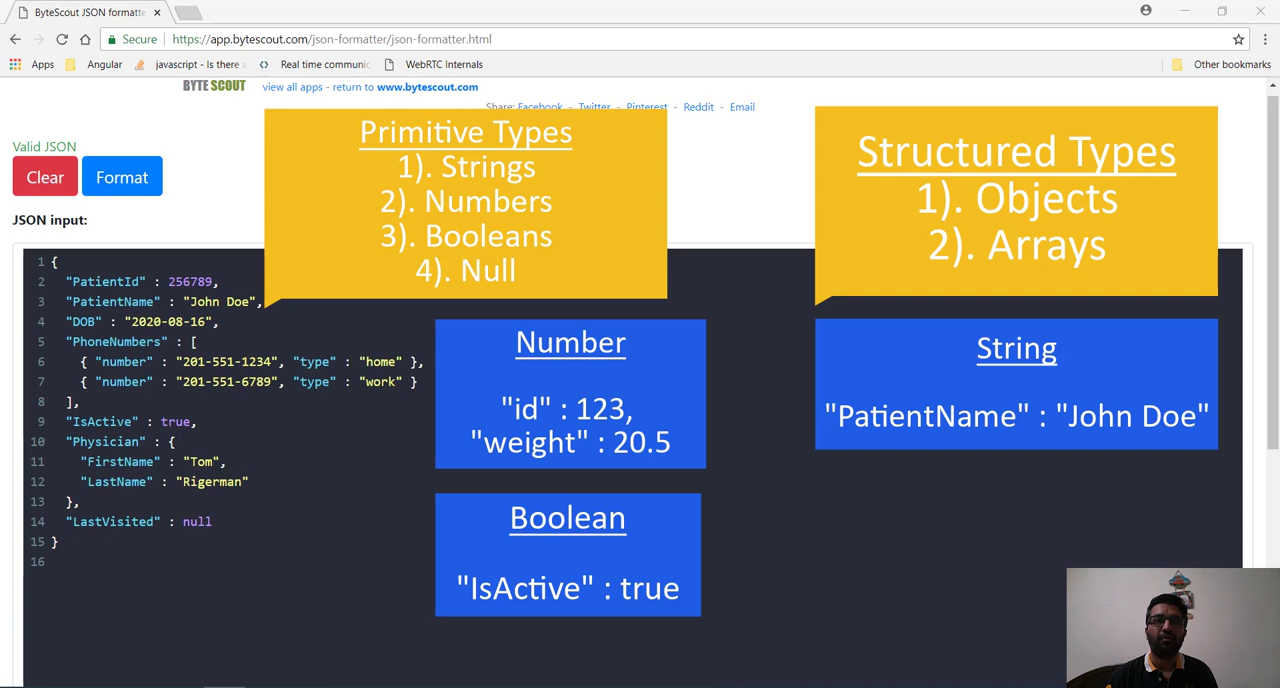 ByteScout JSON formatte
Secure https://app.bytescout.com/json-formatter/json-formatter.html
Apps Angular javascript - Is there a Real time communic WebRTC Internals Other bookmarks
BYTE SCOUT view all apps - return to www.bytescout.com
Share: Facebook - Twitter - Pinterest - Reddit - Email
Valid JSON
Clear Format
JSON input:
Primitive Types
1). Strings
2). Numbers
3). Booleans
4). Null
Structured Types
1). Objects
2). Arrays
1 {
2 "PatientId" : 256789,
3 "PatientName" : "John Doe",
4 "DOB" : "2020-08-16",
5 "PhoneNumbers" : [
6 { "number" : "201-551-1234", "type" : "home" },
7 { "number" : "201-551-6789", "type" : "work" }
8 ],
9 "IsActive" : true,
10 "Physician" : {
11 "FirstName" : "Tom",
12 "LastName" : "Rigerman"
13 },
14 "LastVisited" : null
15 }
16
Number
"id" : 123,
"weight" : 20.5
String
"PatientName" : "John Doe"
Boolean
"IsActive" : true